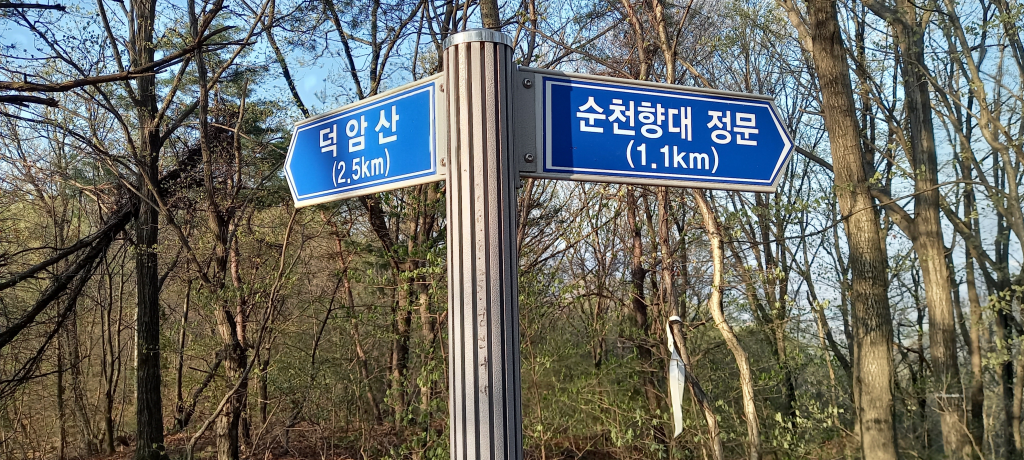 덕암산
(2.5km)
순천향대 정문
(1.1km)